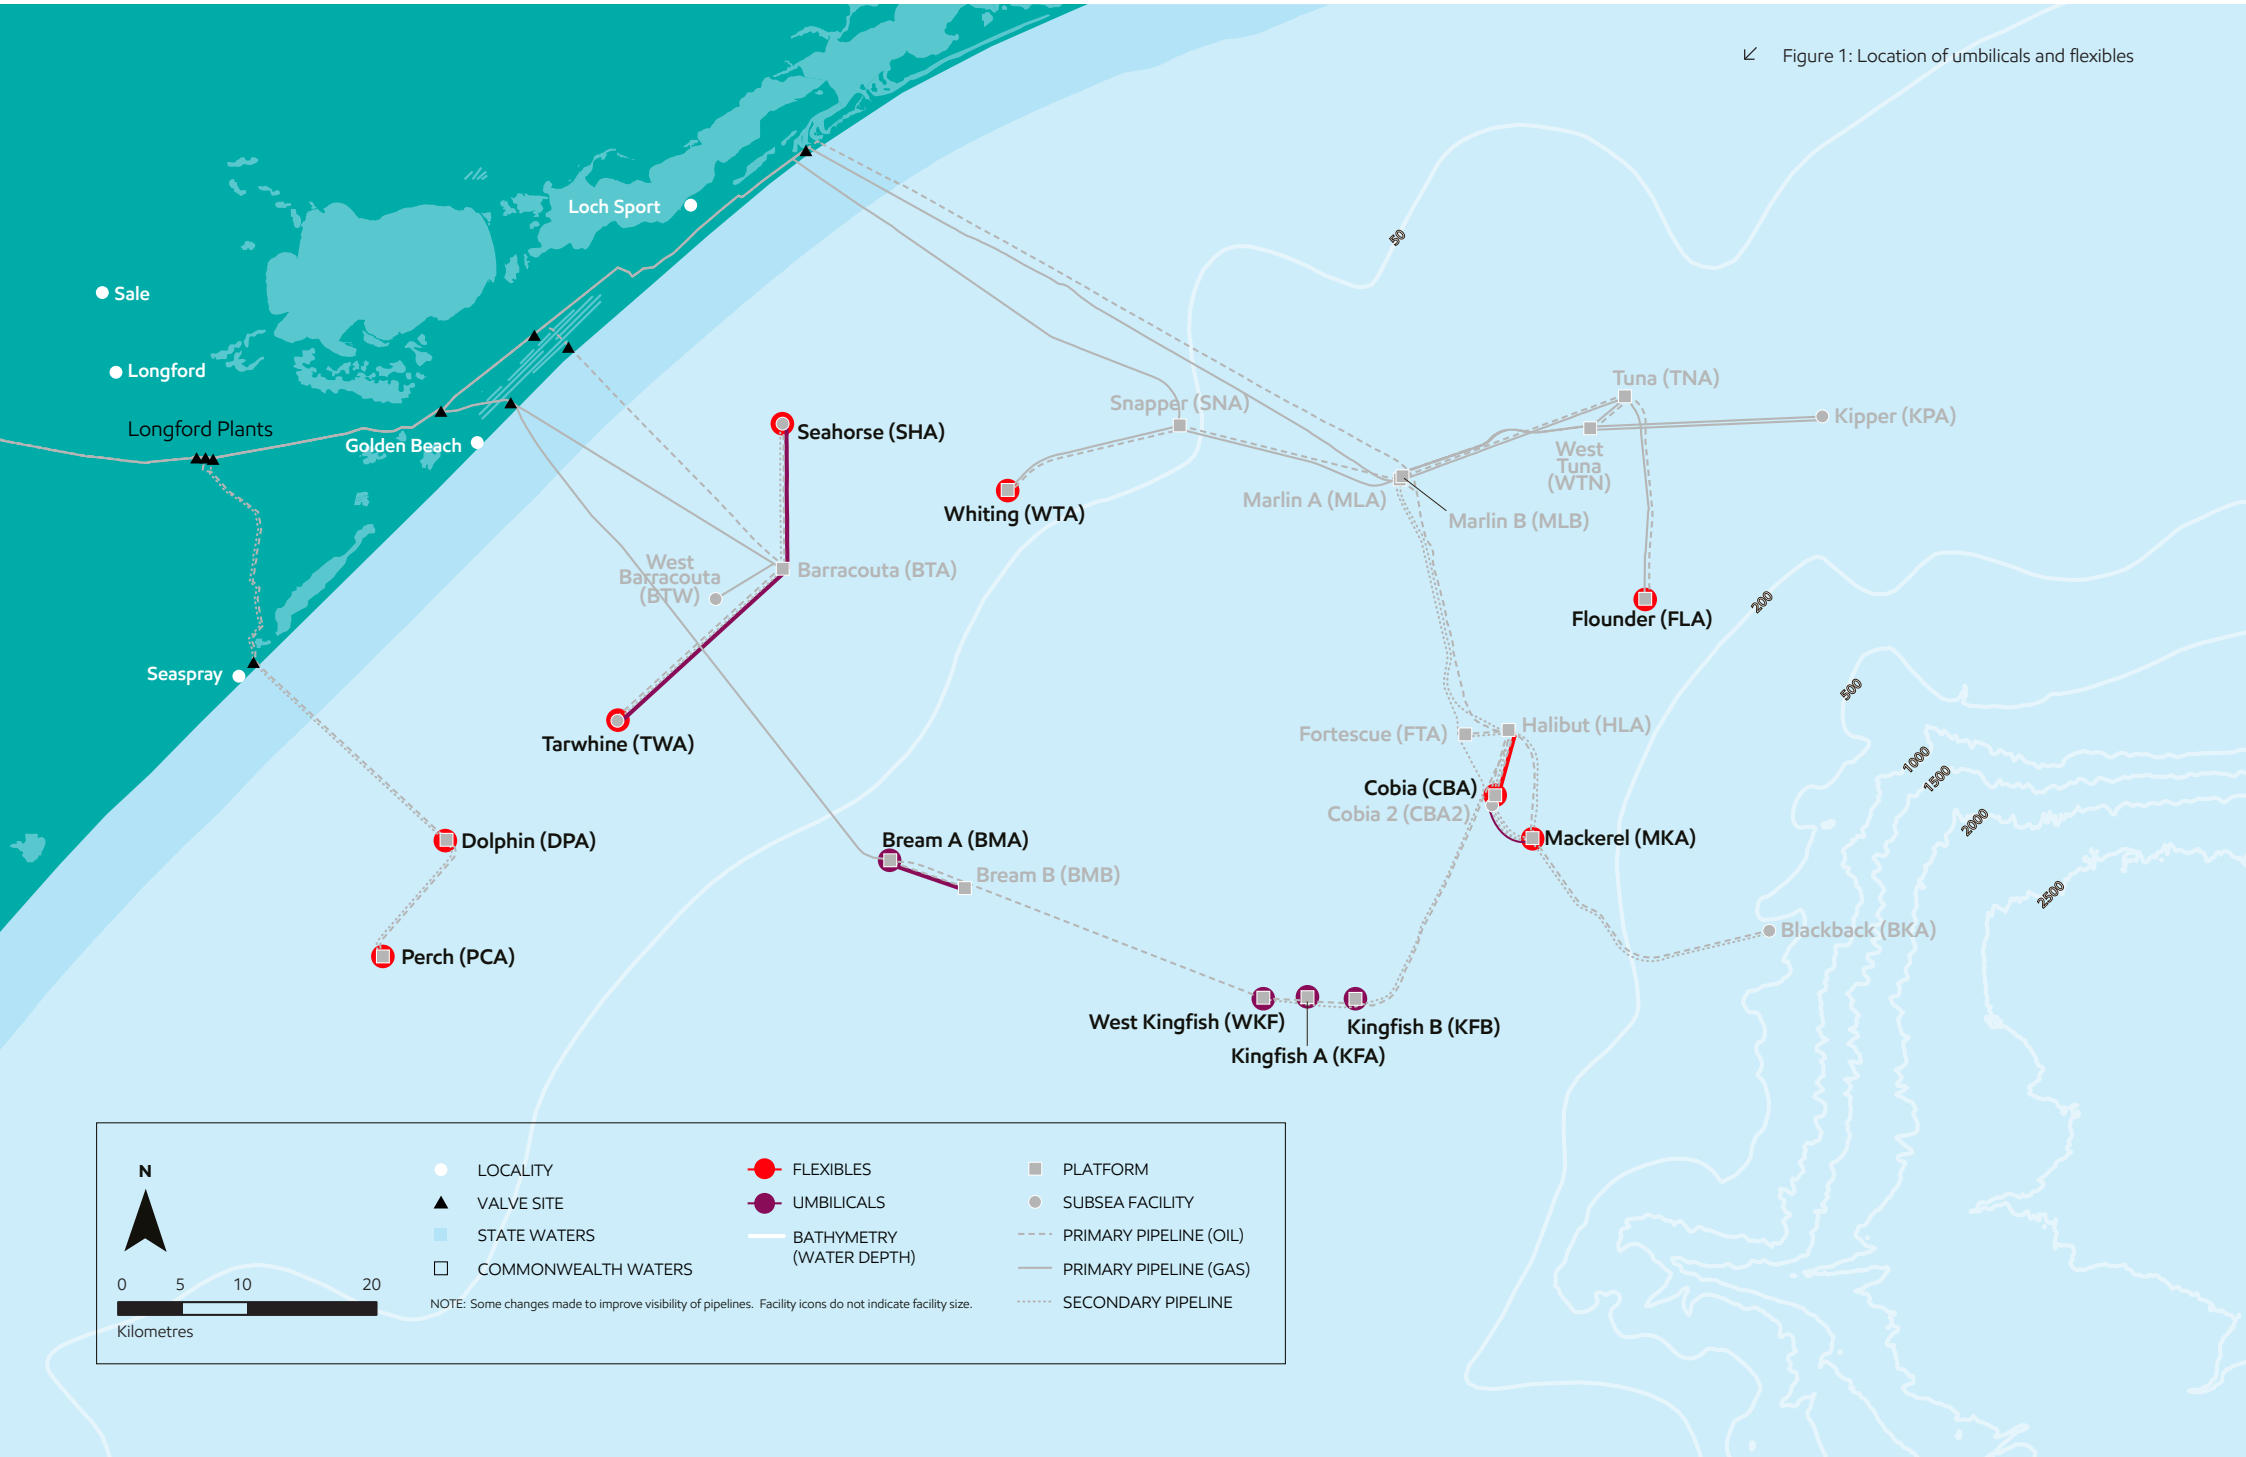 Figure 1: Location of umbilicals and flexibles
Loch Sport
50
Sale
Longford
Longford Plants
Golden Beach
Seahorse (SHA)
Snapper (SNA)
Whiting (WTA)
Tuna (TNA)
Kipper (KPA)
West
Tuna
(WTN)
Marlin A (MLA)
Marlin B (MLB)
West
Barracouta
(BTW)
Barracouta (BTA)
Flounder (FLA)
200
Seaspray
500
Tarwhine (TWA)
Fortescue (FTA)
Halibut (HLA)
1000
1500
Cobia (CBA)
Cobia 2 (CBA2)
2000
Dolphin (DPA)
Bream A (BMA)
Mackerel (MKA)
Bream B (BMB)
2500
Blackback (BKA)
Perch (PCA)
West Kingfish (WKF)
Kingfish B (KFB)
Kingfish A (KFA)
N
0 5 10 20
Kilometres
LOCALITY
VALVE SITE
STATE WATERS
COMMONWEALTH WATERS
FLEXIBLES
UMBILICALS
BATHYMETRY
(WATER DEPTH)
PLATFORM
SUBSEA FACILITY
PRIMARY PIPELINE (OIL)
PRIMARY PIPELINE (GAS)
SECONDARY PIPELINE
NOTE: Some changes made to improve visibility of pipelines. Facility icons do not indicate facility size.